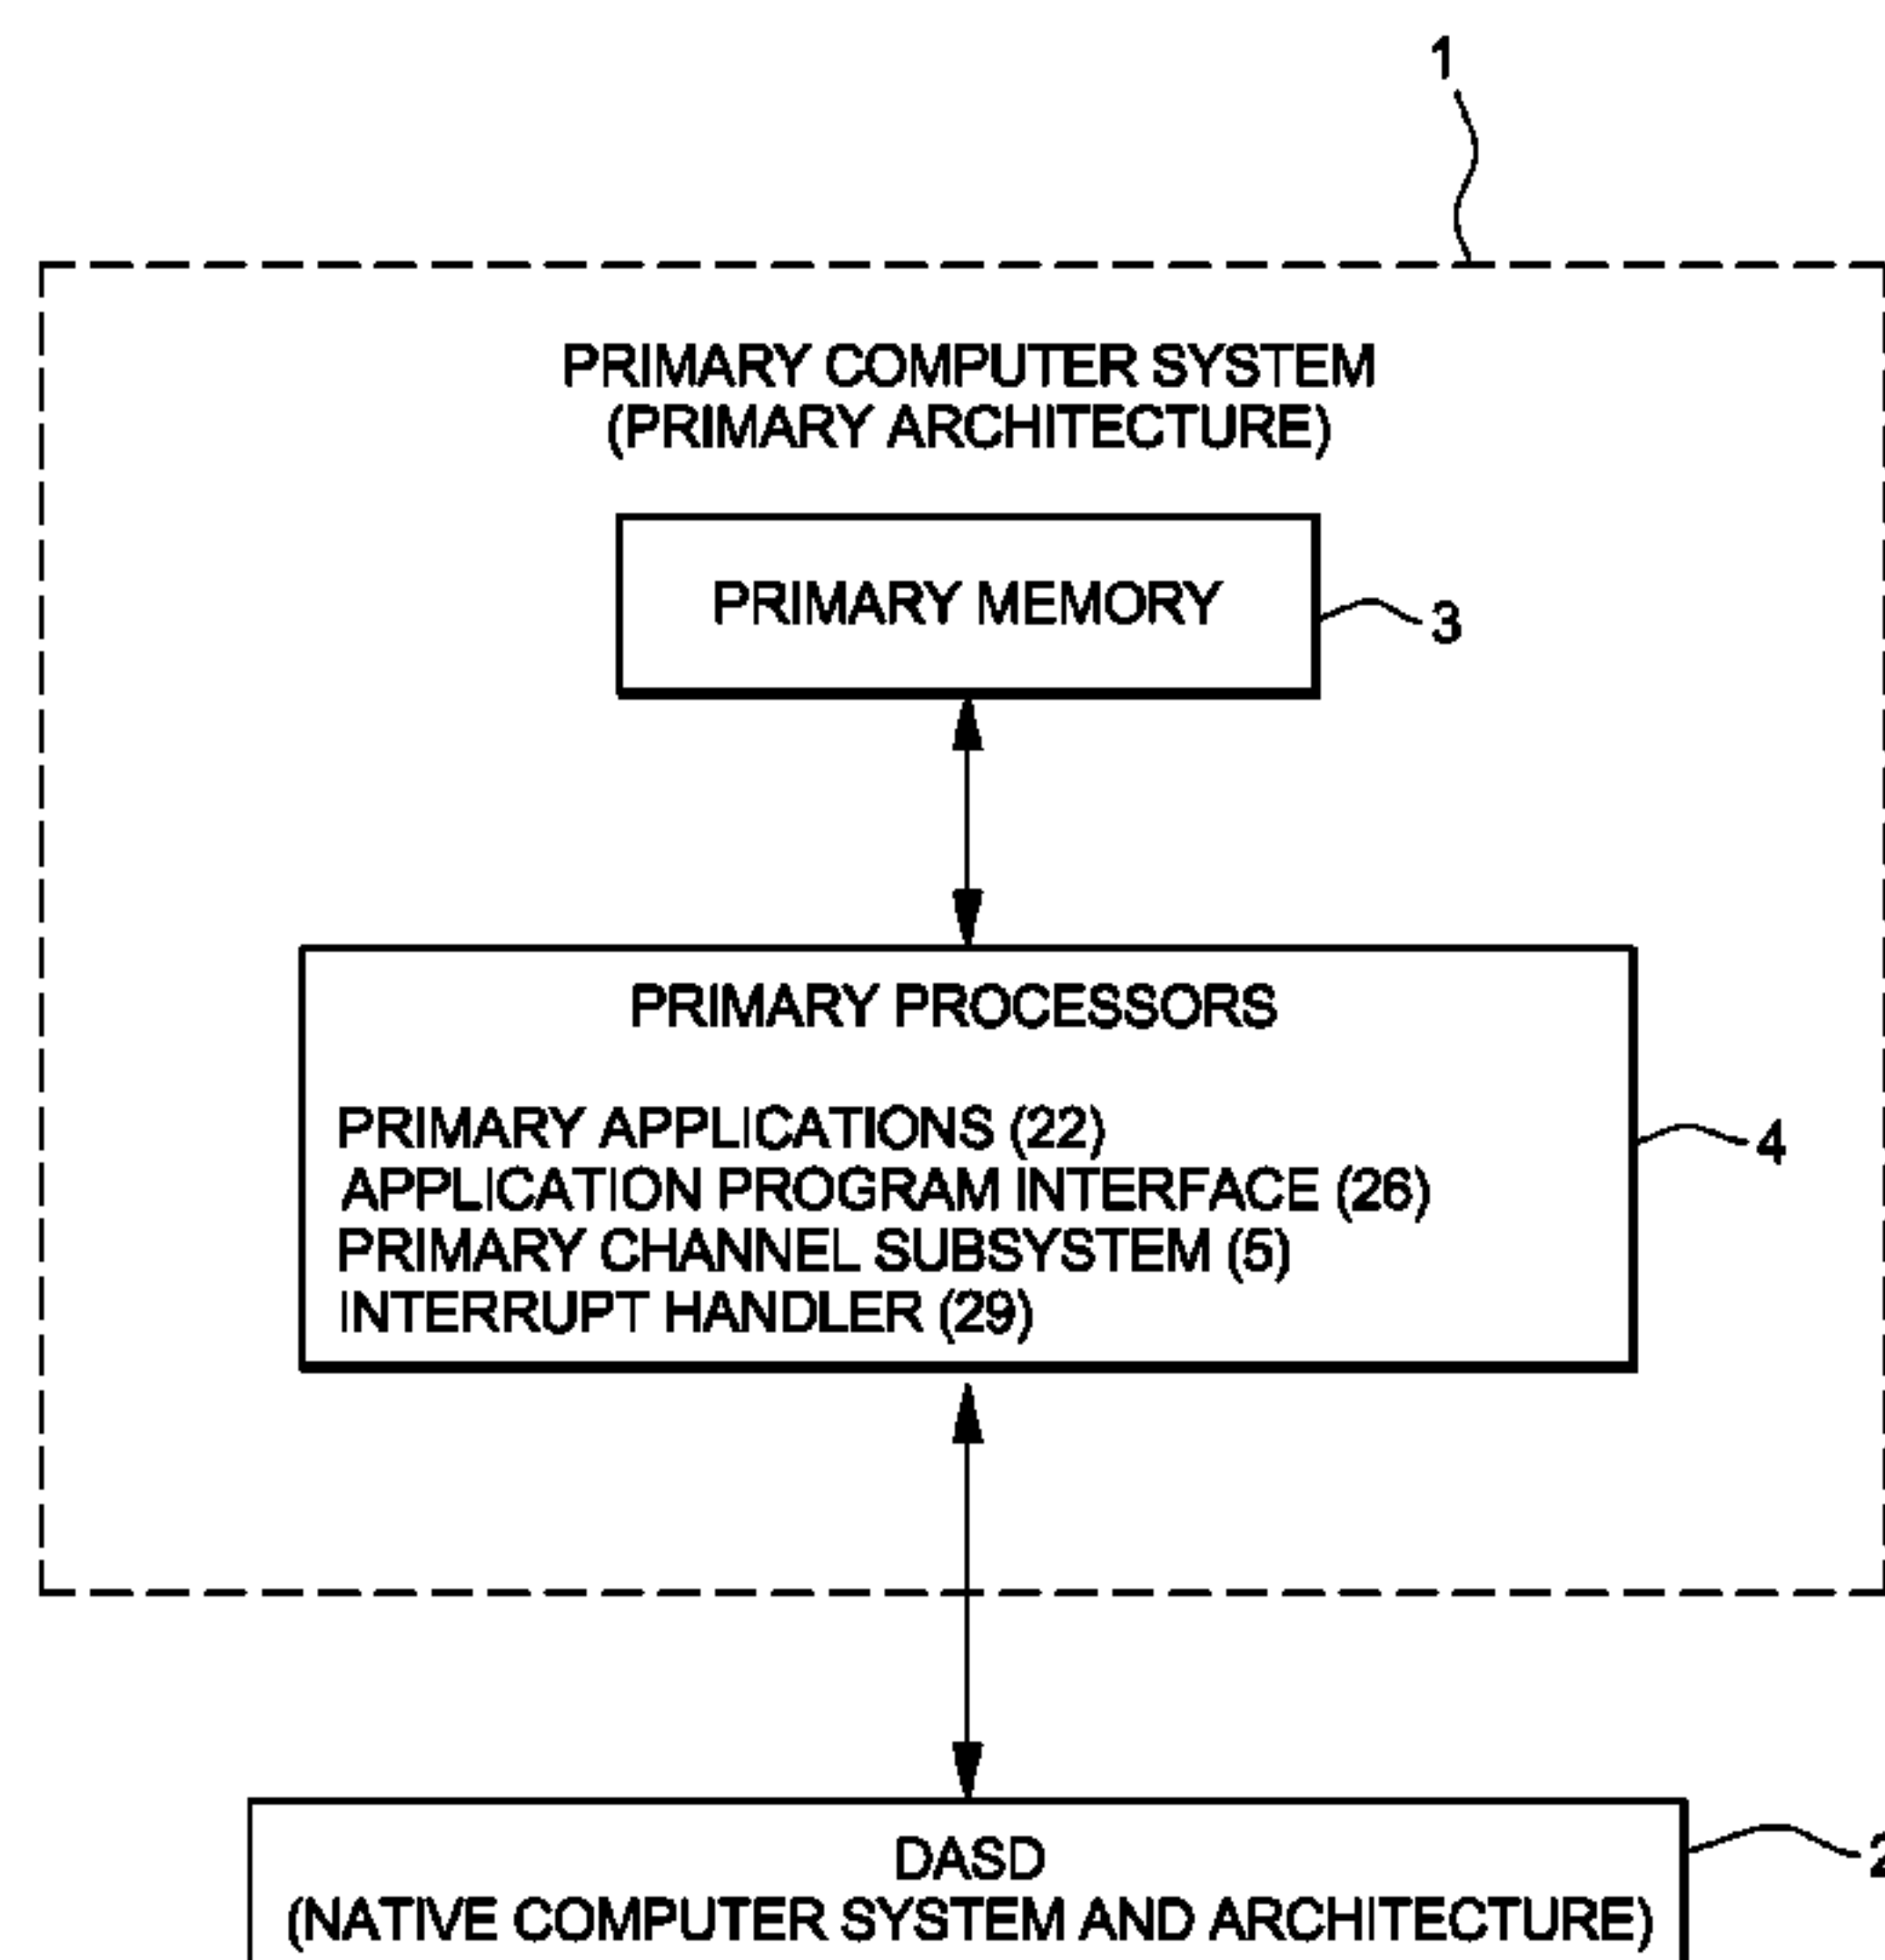 1
PRIMARY COMPUTER SYSTEM
(PRIMARY ARCHITECTURE)
PRIMARY MEMORY
3
PRIMARY PROCESSORS
PRIMARY APPLICATIONS (22)
4
APPLICATION PROGRAM INTERFACE (26)
PRIMARY CHANNEL SUBSYSTEM (5)
INTERRUPT HANDLER (29)
DASD
2
(NATIVE COMPUTER SYSTEM AND ARCHITECTURE)